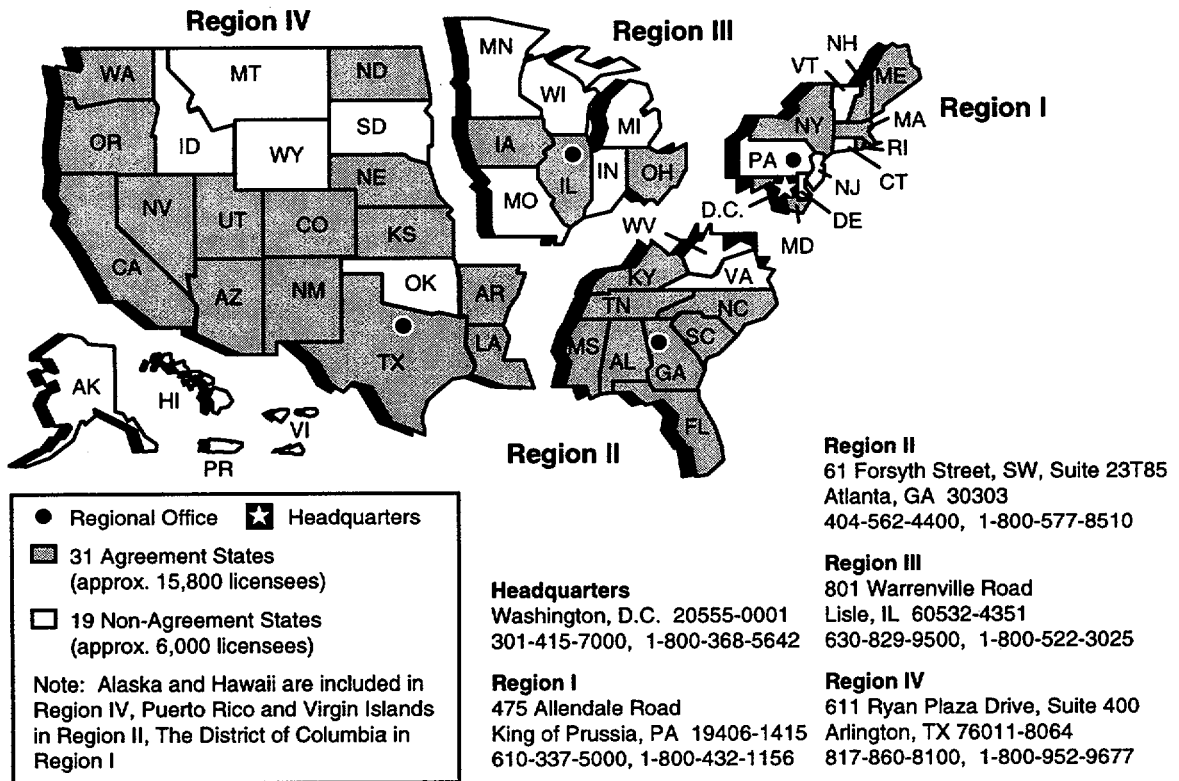 Region IV
Region III
Region I
WA
MT
ND
OR
ID
SD
WY
NE
NV
UT
CO
KS
CA
AZ
NM
OK
TX
AR
LA
AK
HI
VI
PR
MN
WI
MI
IA
IL
IN
OH
MO
NH
VT
ME
NY
MA
RI
PA
CT
NJ
D.C.
DE
MD
WV
KY
VA
TN
NC
SC
MS
AL
GA
FL
Region II
● Regional Office ★ Headquarters
31 Agreement States
(approx. 15,800 licensees)
19 Non-Agreement States
(approx. 6,000 licensees)
Note: Alaska and Hawaii are included in
Region IV, Puerto Rico and Virgin Islands
in Region II, The District of Columbia in
Region I
Headquarters
Washington, D.C. 20555-0001
301-415-7000, 1-800-368-5642
Region I
475 Allendale Road
King of Prussia, PA 19406-1415
610-337-5000, 1-800-432-1156
Region II
61 Forsyth Street, SW, Suite 23T85
Atlanta, GA 30303
404-562-4400, 1-800-577-8510
Region III
801 Warrenville Road
Lisle, IL 60532-4351
630-829-9500, 1-800-522-3025
Region IV
611 Ryan Plaza Drive, Suite 400
Arlington, TX 76011-8064
817-860-8100, 1-800-952-9677